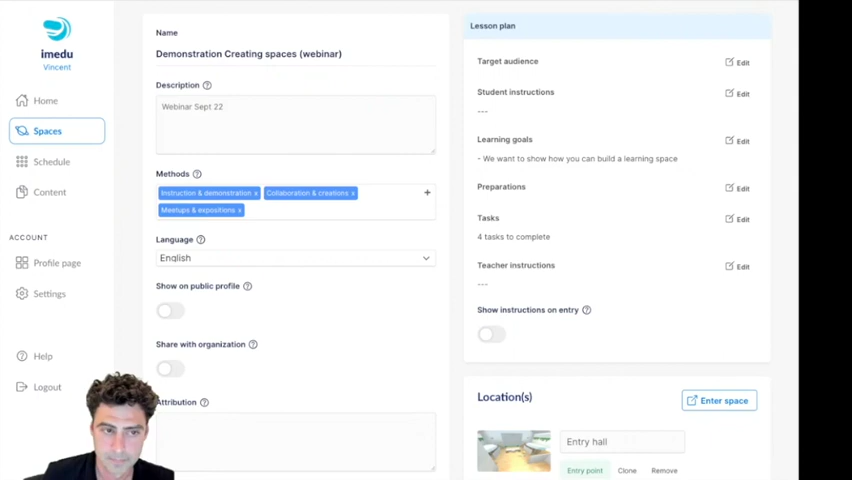 imedu
Vincent
Home
Spaces
Schedule
Content
ACCOUNT
Profile page
Settings
Help
Logout
Name
Demonstration Creating spaces (webinar)
Description
Webinar Sept 22
Methods
Instruction & demonstration x
Collaboration & creations x
Meetups & expositions x
+
Language
English
Show on public profile
Share with organization
Attribution
Lesson plan
Target audience
Edit
Student instructions
Edit
---
Learning goals
Edit
- We want to show how you can build a learning space
Preparations
Edit
Tasks
Edit
4 tasks to complete
Teacher instructions
Edit
---
Show instructions on entry
Location(s)
Enter space
Entry hall
Entry point
Clone
Remove